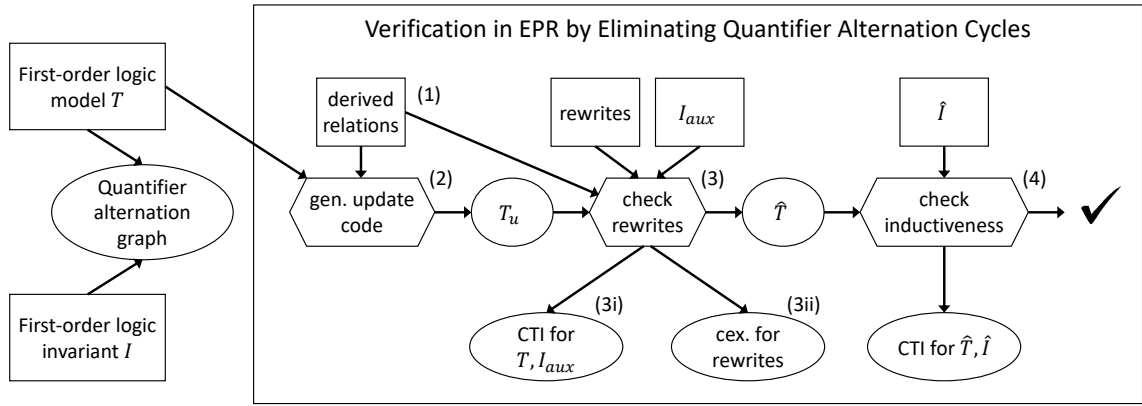 Verification in EPR by Eliminating Quantifier Alternation Cycles
First-order logic
model T
derived
relations
(1)
rewrites
I_aux
Î
Quantifier
alternation
graph
gen. update
code
(2)
T_u
check
rewrites
(3)
T̂
check
inductiveness
(4)
✓
First-order logic
invariant I
CTI for
T, I_aux
(3i)
cex. for
rewrites
(3ii)
CTI for T̂, Î